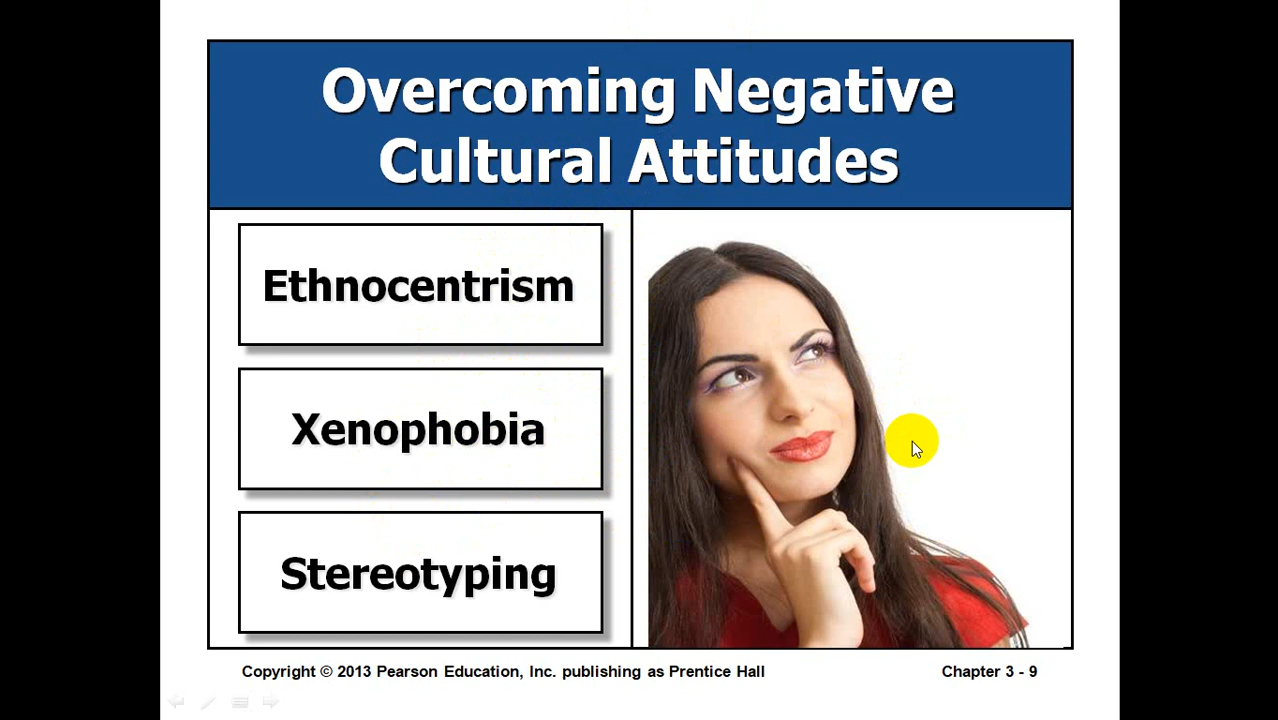 Overcoming Negative
Cultural Attitudes
Ethnocentrism
Xenophobia
Stereotyping
Copyright © 2013 Pearson Education, Inc. publishing as Prentice Hall
Chapter 3 - 9